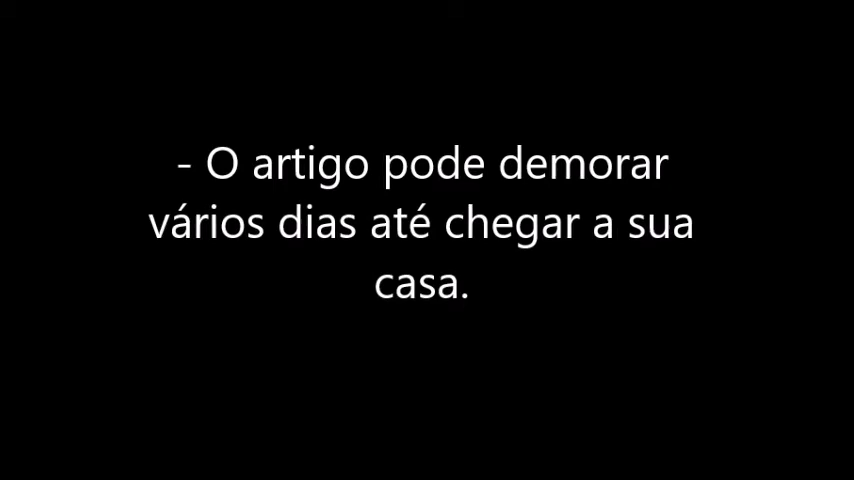 - O artigo pode demorar
vários dias até chegar a sua
casa.